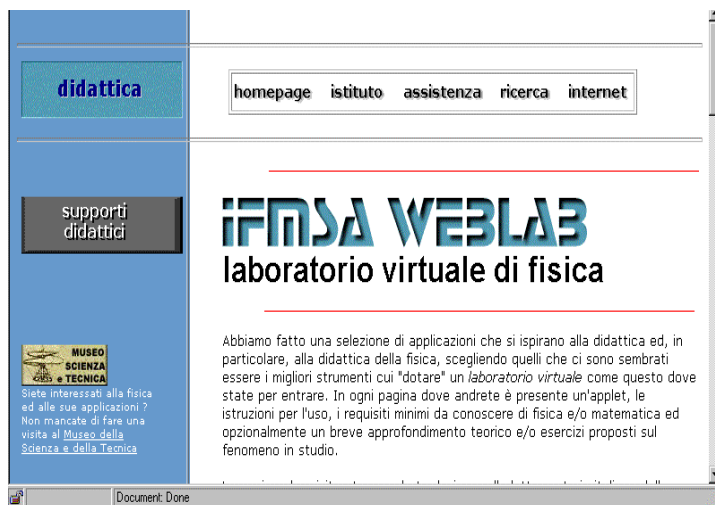 didattica
homepage istituto assistenza ricerca internet
supporti
didattici
IFMSA WEBLAB
laboratorio virtuale di fisica
MUSEO
SCIENZA
e TECNICA
Siete interessati alla fisica
ed alle sue applicazioni ?
Non mancate di fare una
visita al Museo della
Scienza e della Tecnica
Abbiamo fatto una selezione di applicazioni che si ispirano alla didattica ed, in
particolare, alla didattica della fisica, scegliendo quelli che ci sono sembrati
essere i migliori strumenti cui "dotare" un laboratorio virtuale come questo dove
state per entrare. In ogni pagina dove andrete è presente un'applet, le
istruzioni per l'uso, i requisiti minimi da conoscere di fisica e/o matematica ed
opzionalmente un breve approfondimento teorico e/o esercizi proposti sul
fenomeno in studio.
Document: Done